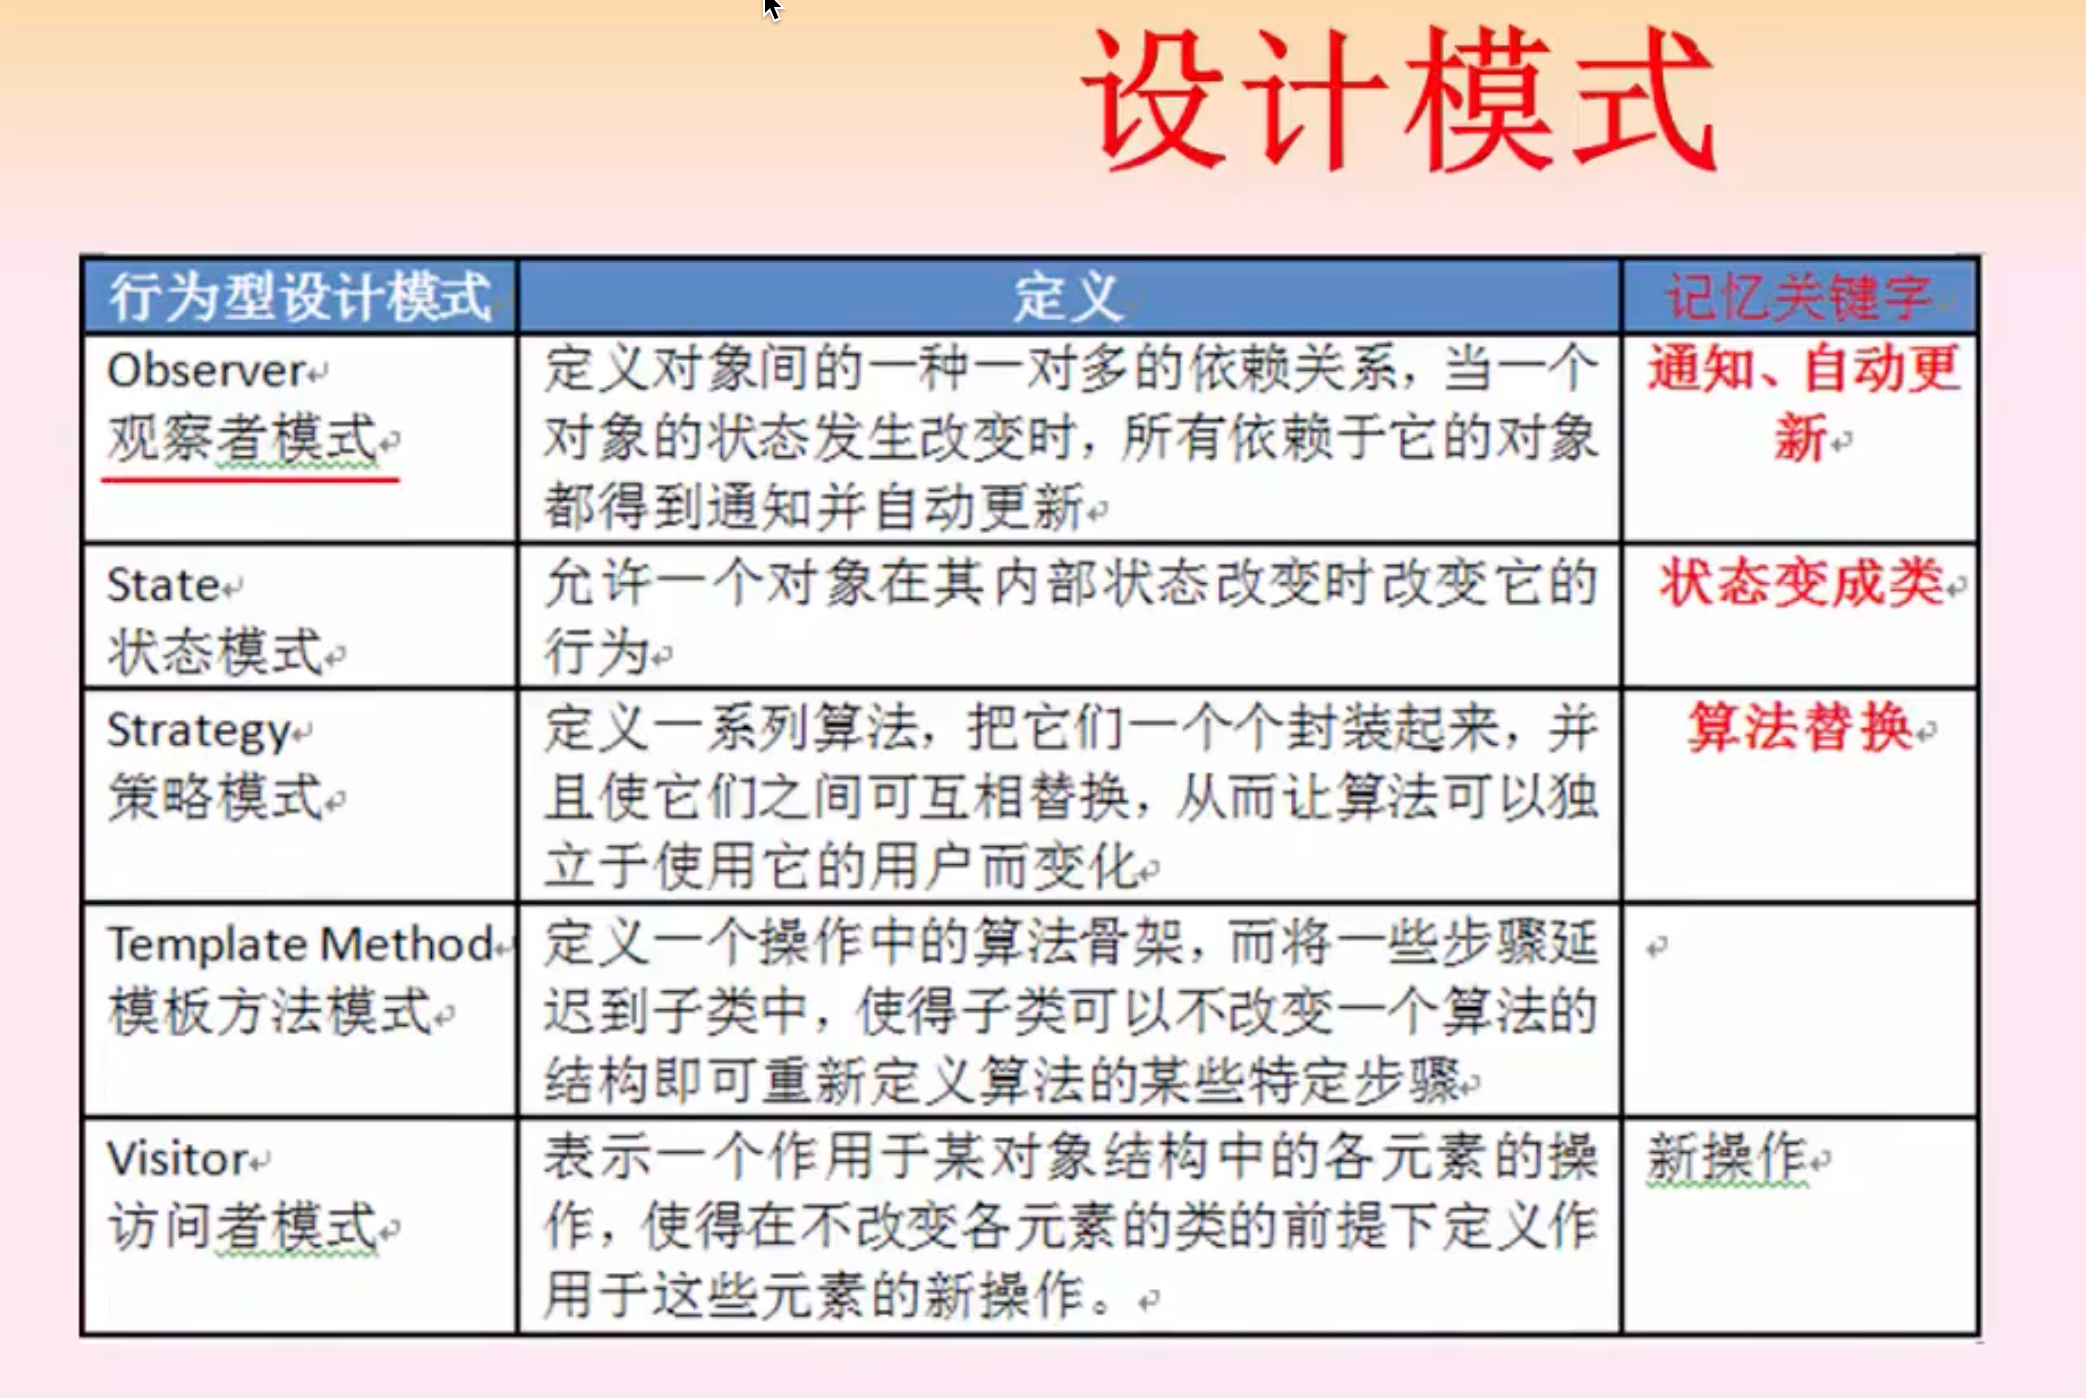 设计模式
行为型设计模式 定义 记忆关键字
Observer
观察者模式
定义对象间的一种一对多的依赖关系，当一个
对象的状态发生改变时，所有依赖于它的对象
都得到通知并自动更新
通知、自动更
新
State
状态模式
允许一个对象在其内部状态改变时改变它的
行为
状态变成类
Strategy
策略模式
定义一系列算法，把它们一个个封装起来，并
且使它们之间可互相替换，从而让算法可以独
立于使用它的用户而变化
算法替换
Template Method
模板方法模式
定义一个操作中的算法骨架，而将一些步骤延
迟到子类中，使得子类可以不改变一个算法的
结构即可重新定义算法的某些特定步骤
Visitor
访问者模式
表示一个作用于某对象结构中的各元素的操
作，使得在不改变各元素的类的前提下定义作
用于这些元素的新操作。
新操作